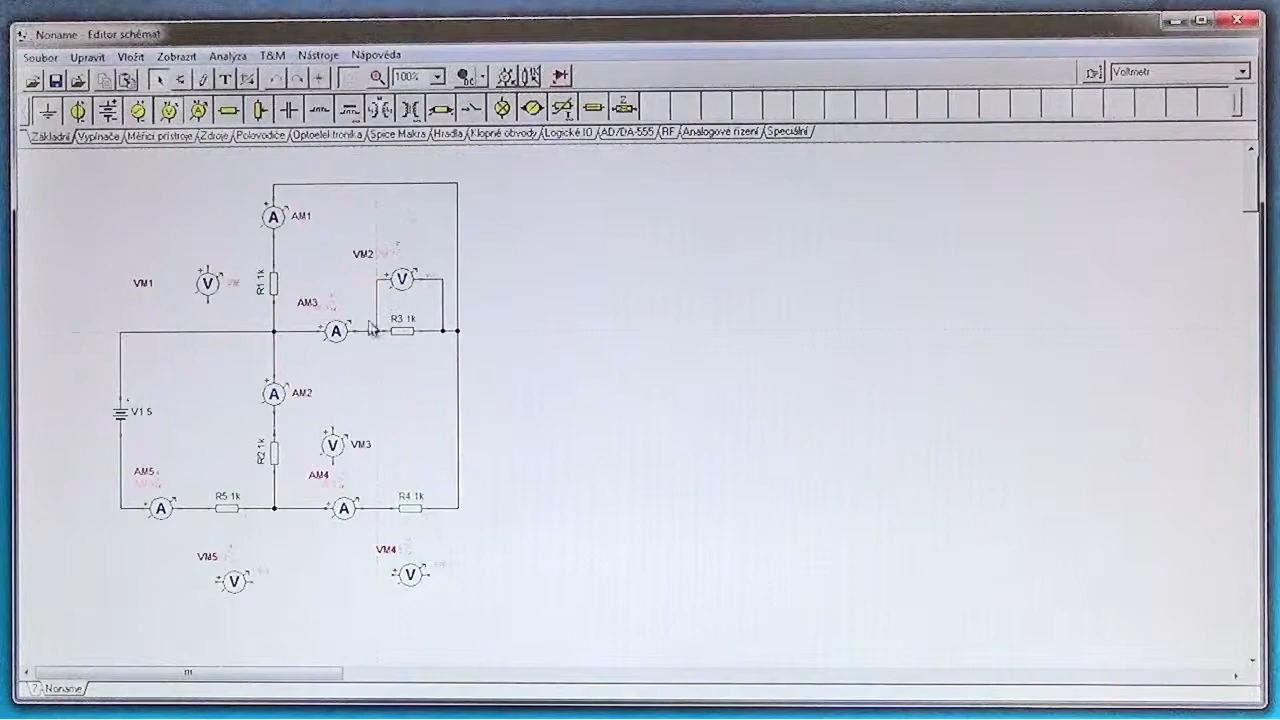 Noname - Editor schémat
Soubor Upravit Vložit Zobrazit Analýza T&M Nástroje Nápověda
100% Voltmetr
Základní Vypínače Měřicí přístroje Zdroje Polovodiče Optoelektronika Spice Makra Hradla Klopné obvody Logické IO AD/DA-555 RF Analogové řízení Speciální
A AM1
VM2
V
VM1 V R1 1k
AM3
R3 1k
A
A AM2
V1 5
V VM3
R2 1k
AM5 AM4
R5 1k R4 1k
A A
VM5 VM4
V V
Noname